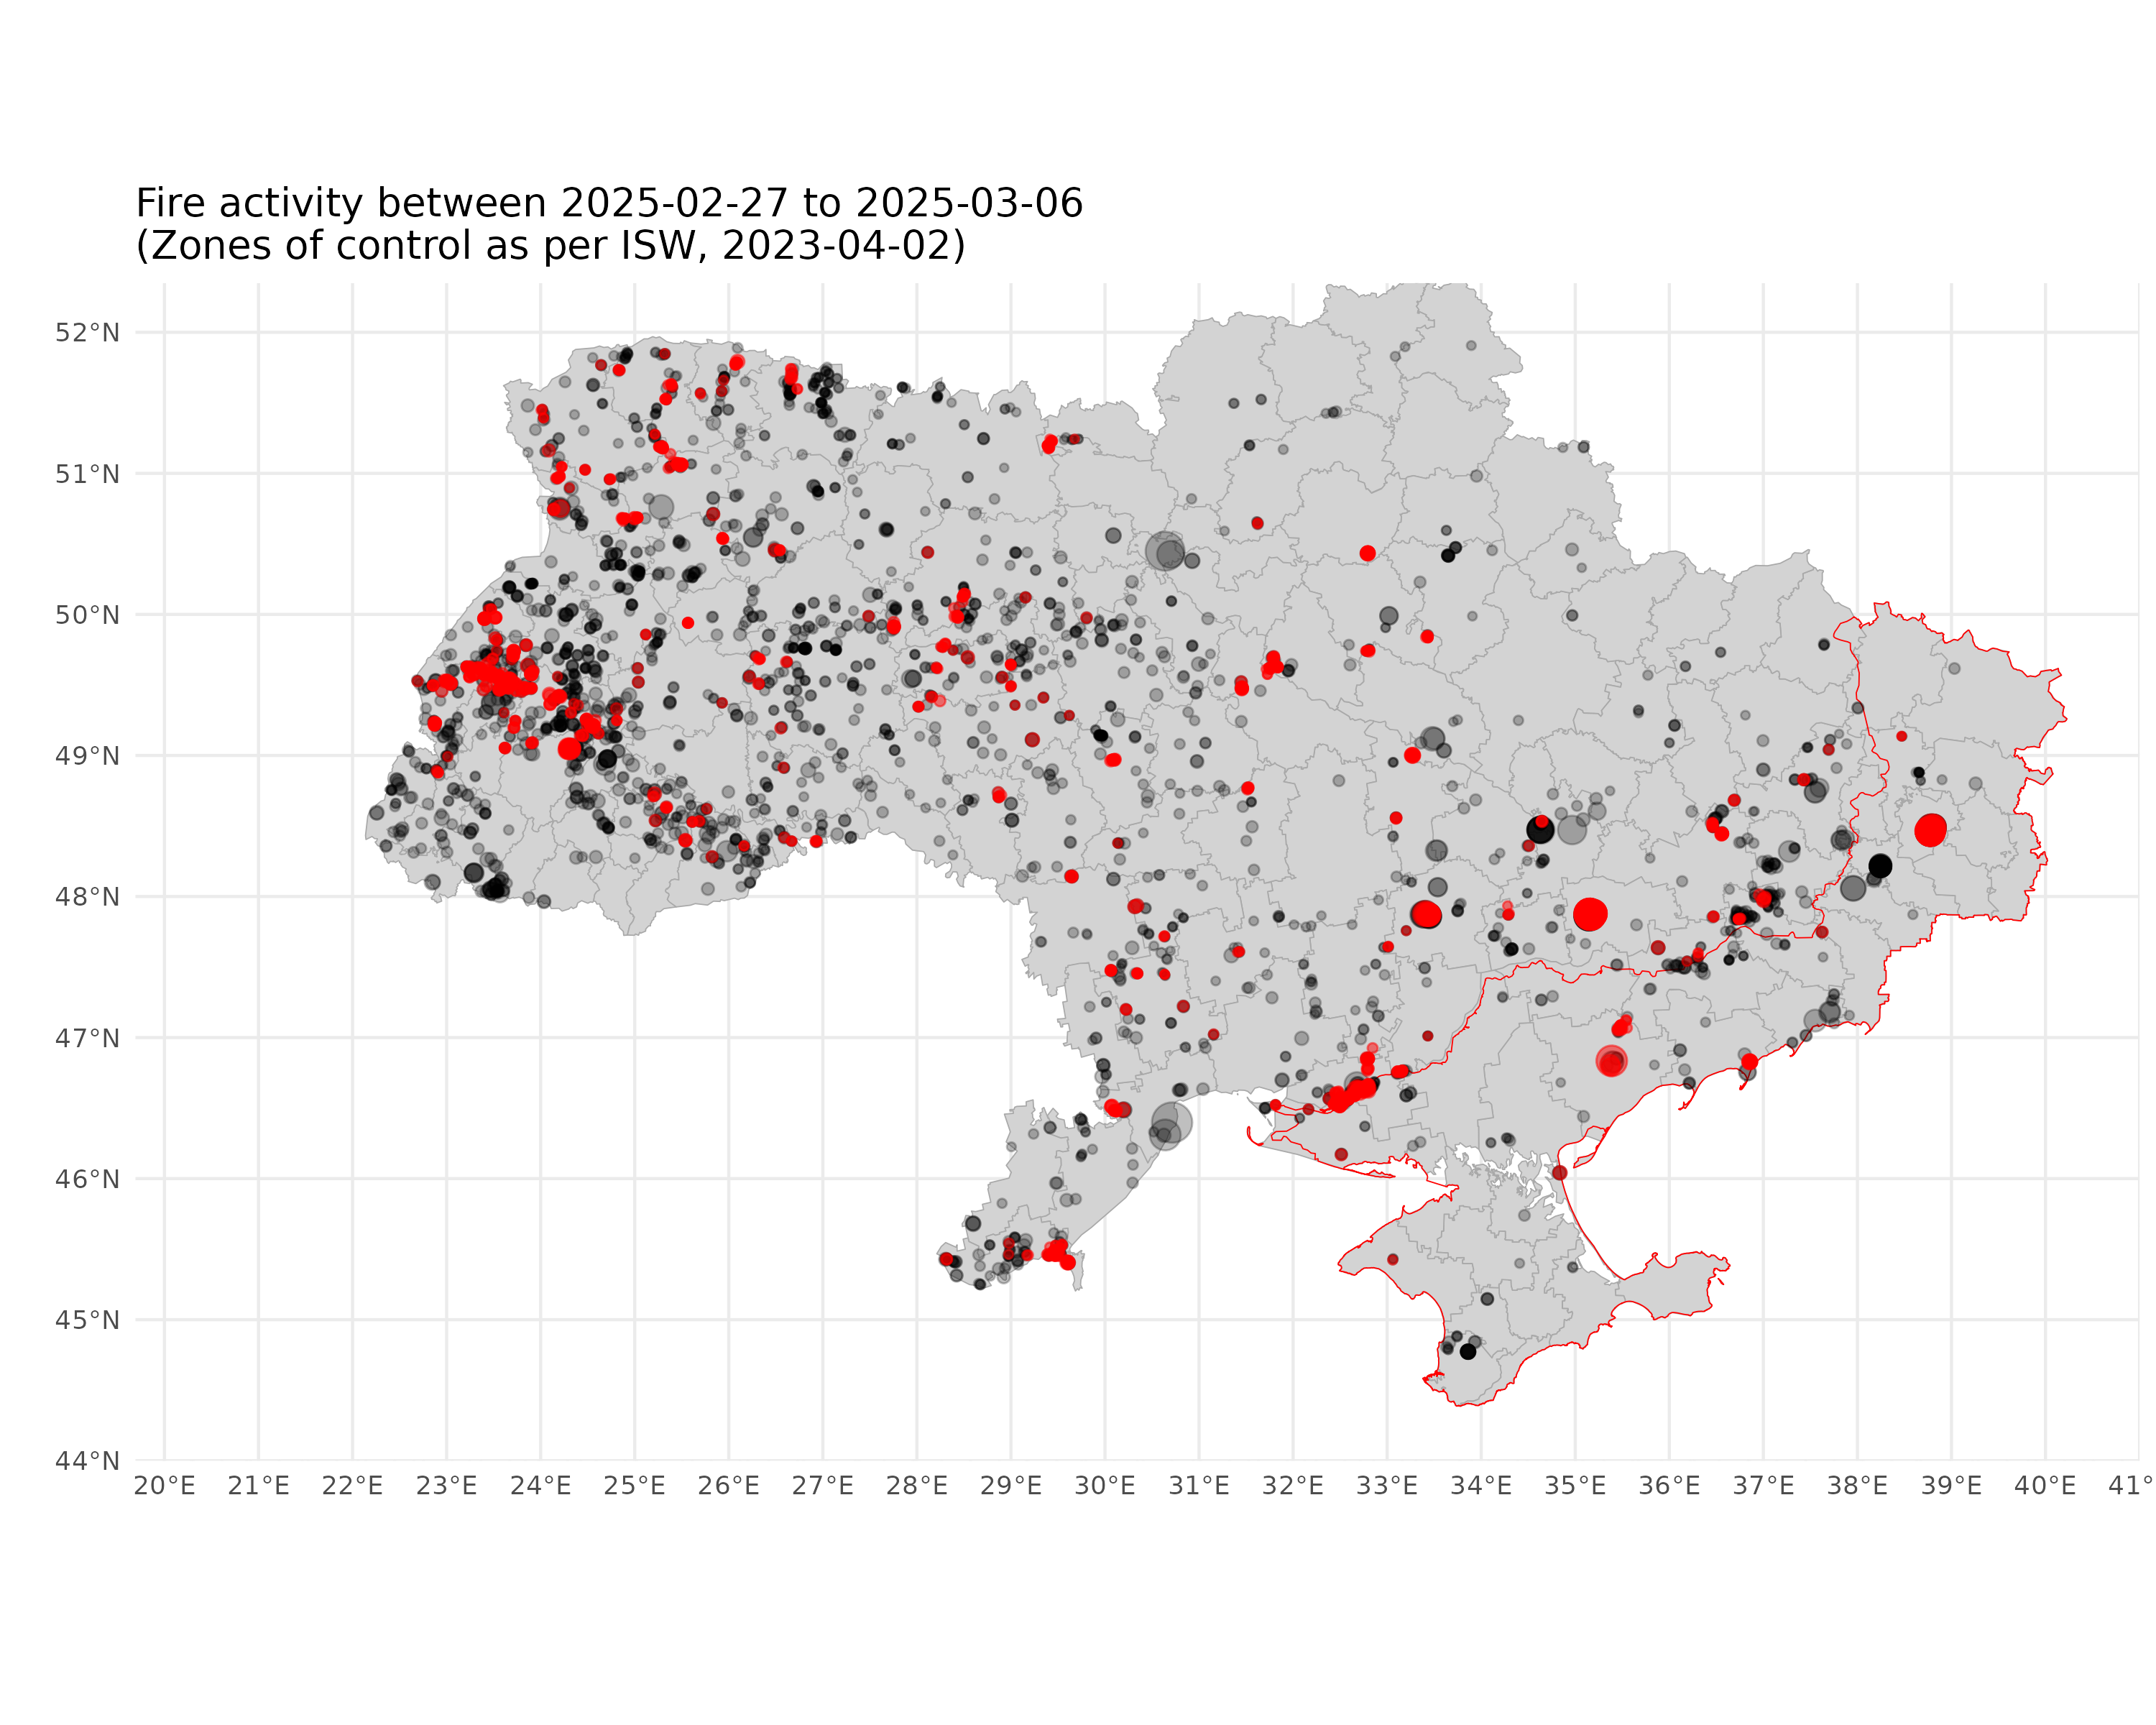 Fire activity between 2025-02-27 to 2025-03-06
(Zones of control as per ISW, 2023-04-02)
52°N
51°N
50°N
49°N
48°N
47°N
46°N
45°N
44°N
20°E 21°E 22°E 23°E 24°E 25°E 26°E 27°E 28°E 29°E 30°E 31°E 32°E 33°E 34°E 35°E 36°E 37°E 38°E 39°E 40°E 41°